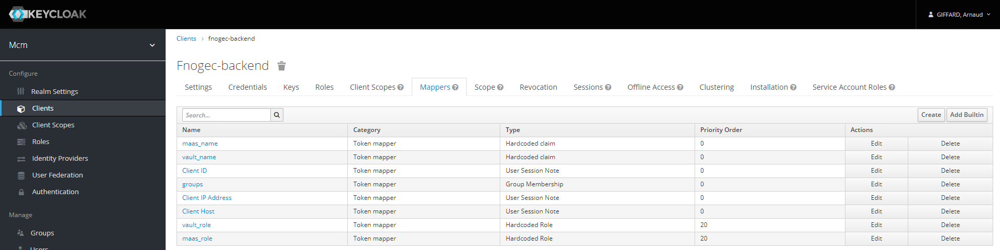 KEYCLOAK
GIFFARD, Arnaud
Mcm
Configure
Realm Settings
Clients
Client Scopes
Roles
Identity Providers
User Federation
Authentication
Manage
Groups
Users
Clients > fnogec-backend
Fnogec-backend
Settings Credentials Keys Roles Client Scopes ? Mappers ? Scope ? Revocation Sessions ? Offline Access ? Clustering Installation ? Service Account Roles ?
Search... Create Add Builtin
Name Category Type Priority Order Actions
maas_name Token mapper Hardcoded claim 0 Edit Delete
vault_name Token mapper Hardcoded claim 0 Edit Delete
Client ID Token mapper User Session Note 0 Edit Delete
groups Token mapper Group Membership 0 Edit Delete
Client IP Address Token mapper User Session Note 0 Edit Delete
Client Host Token mapper User Session Note 0 Edit Delete
vault_role Token mapper Hardcoded Role 20 Edit Delete
maas_role Token mapper Hardcoded Role 20 Edit Delete